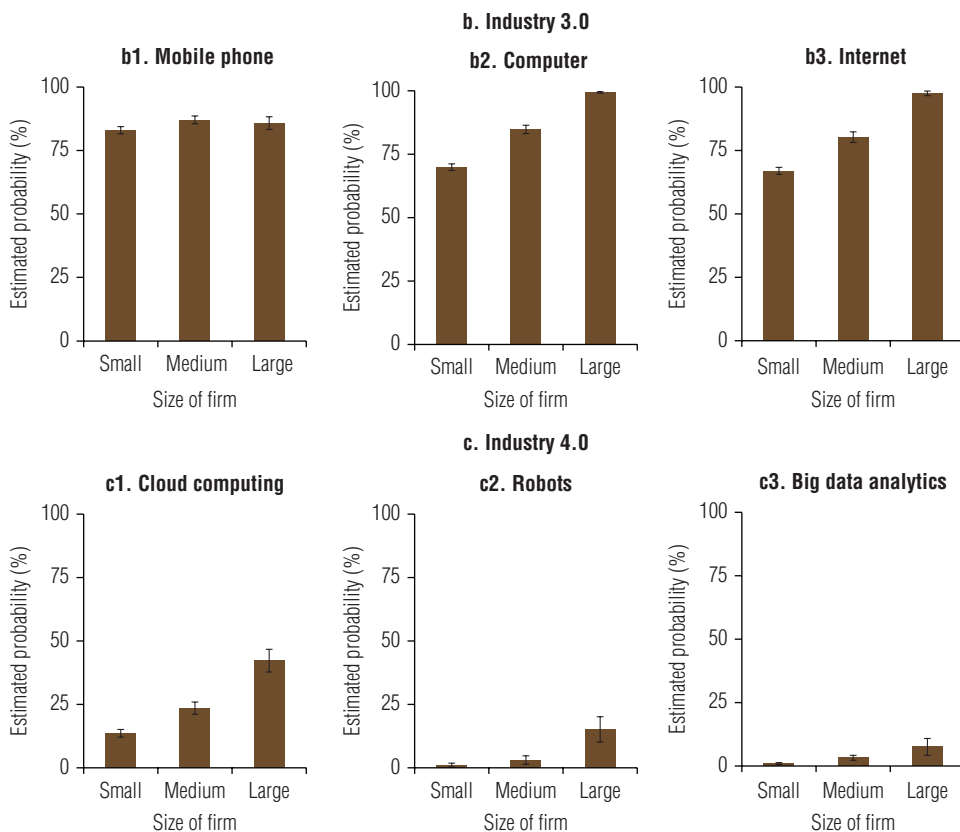 b. Industry 3.0
b1. Mobile phone
100
75
50
25
0
Estimated probability (%)
Small Medium Large
Size of firm
b2. Computer
100
75
50
25
0
Estimated probability (%)
Small Medium Large
Size of firm
b3. Internet
100
75
50
25
0
Estimated probability (%)
Small Medium Large
Size of firm
c. Industry 4.0
c1. Cloud computing
100
75
50
25
0
Estimated probability (%)
Small Medium Large
Size of firm
c2. Robots
100
75
50
25
0
Estimated probability (%)
Small Medium Large
Size of firm
c3. Big data analytics
100
75
50
25
0
Estimated probability (%)
Small Medium Large
Size of firm